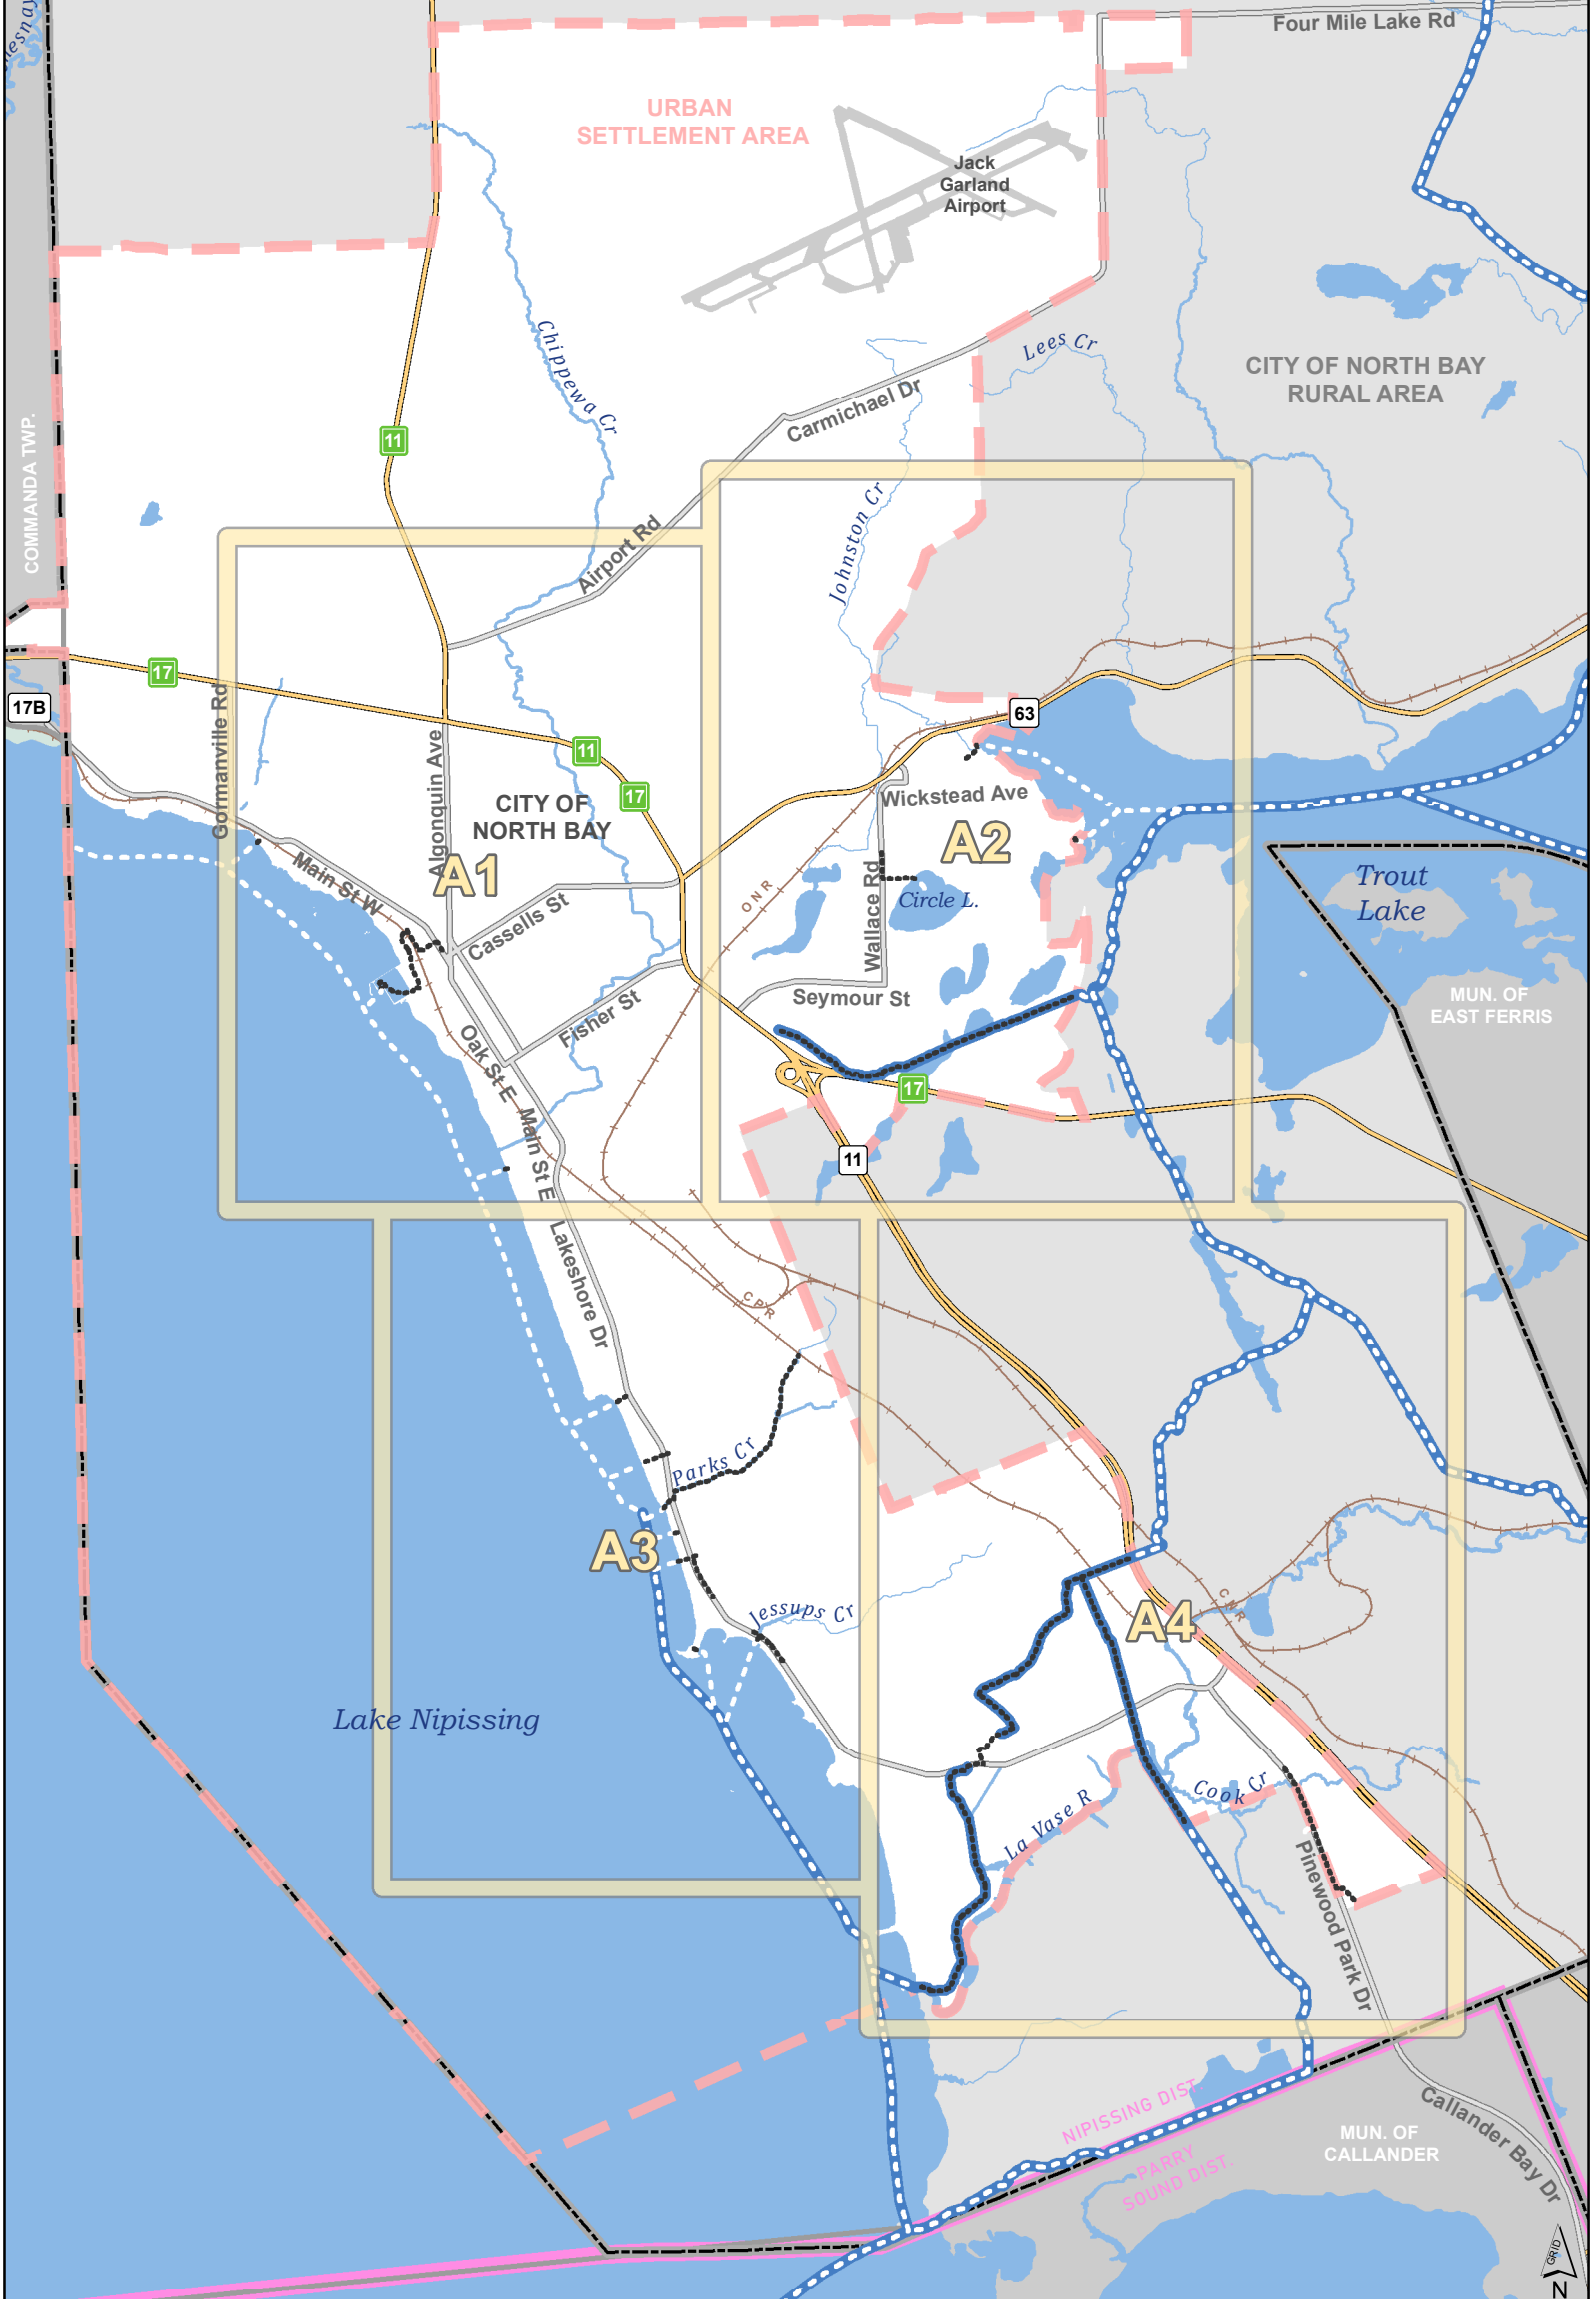 Four Mile Lake Rd
URBAN
SETTLEMENT AREA
Jack
Garland
Airport
Chippewa Cr
Lees Cr
CITY OF NORTH BAY
RURAL AREA
Carmichael Dr
11
COMMANDA TWP.
Johnston Cr
Airport Rd
17
17B
Gormanville Rd
63
11
Algonquin Ave
17
CITY OF
NORTH BAY
Wickstead Ave
A2
A1
Main St W
Cassells St
ONR
Wallace Rd
Circle L.
Trout
Lake
Seymour St
MUN. OF
EAST FERRIS
Fisher St
Oak St E
17
Main St E
11
Lakeshore Dr
CPR
Parks Cr
A3
Jessups Cr
CNR
A4
Lake Nipissing
Cook Cr
La Vase R
Pinewood Park Dr
NIPISSING DIST.
PARRY
SOUND DIST.
MUN. OF
CALLANDER
Callander Bay Dr
GRID
N